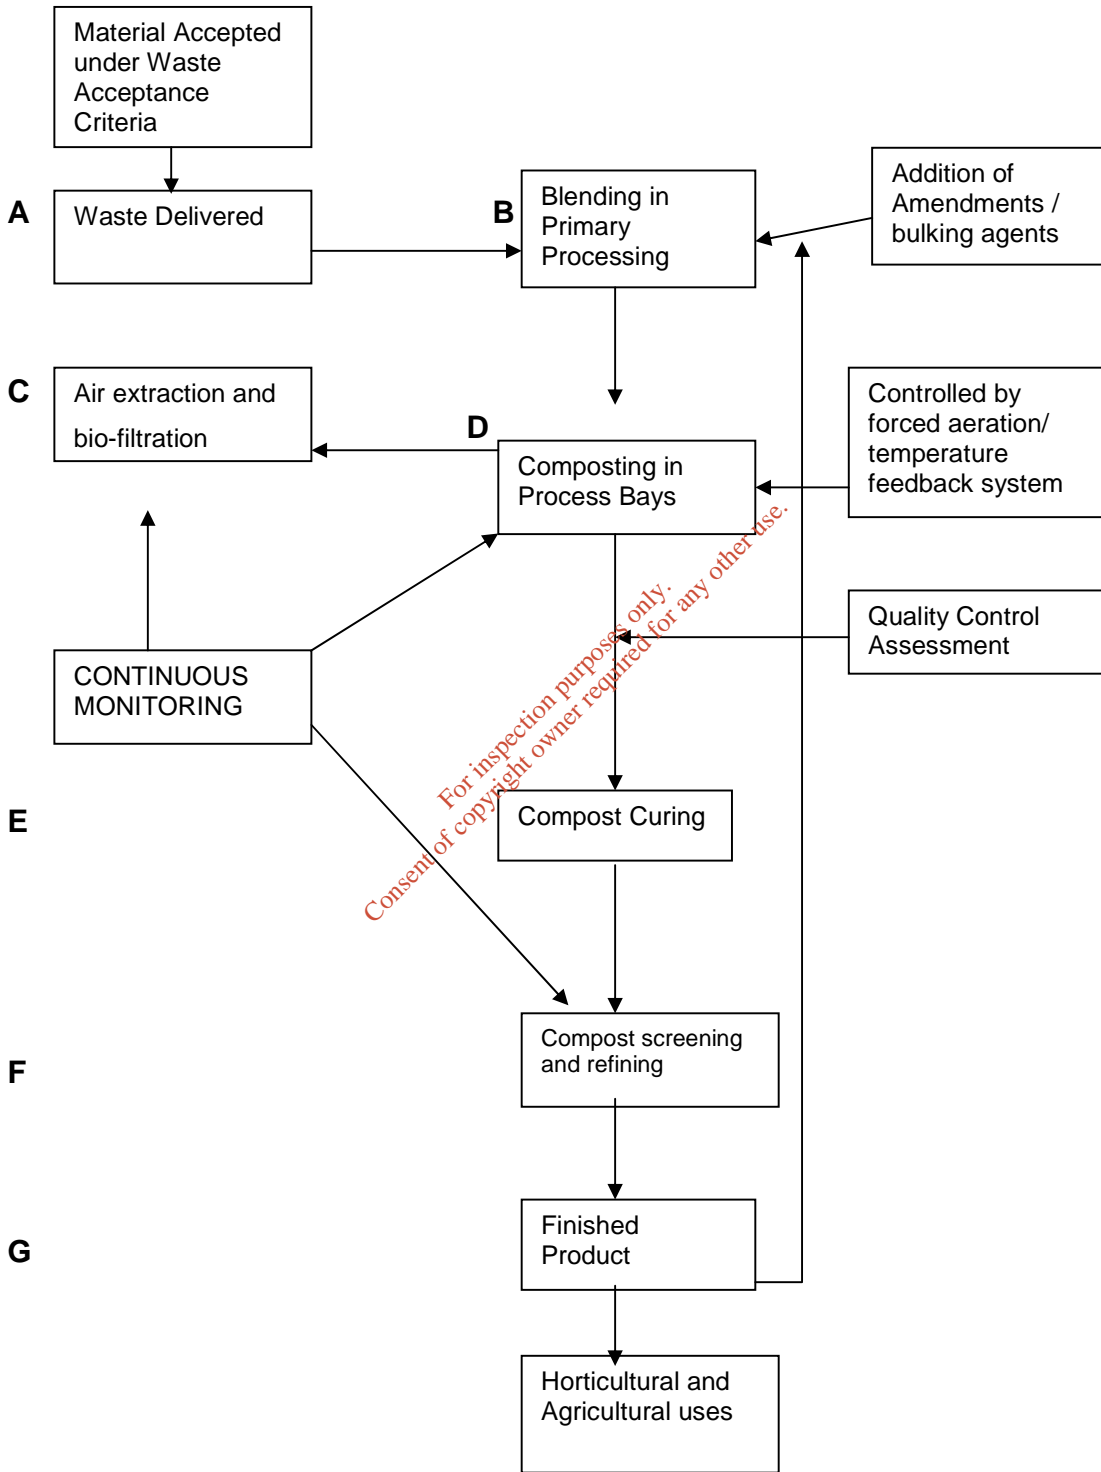 Material Accepted
under Waste
Acceptance
Criteria
A
Waste Delivered
B
Blending in
Primary
Processing
Addition of
Amendments /
bulking agents
C
Air extraction and
bio-filtration
D
Composting in
Process Bays
Controlled by
forced aeration/
temperature
feedback system
Quality Control
Assessment
CONTINUOUS
MONITORING
For inspection purposes only.
Consent of copyright owner required for any other use.
E
Compost Curing
F
Compost screening
and refining
G
Finished
Product
Horticultural and
Agricultural uses